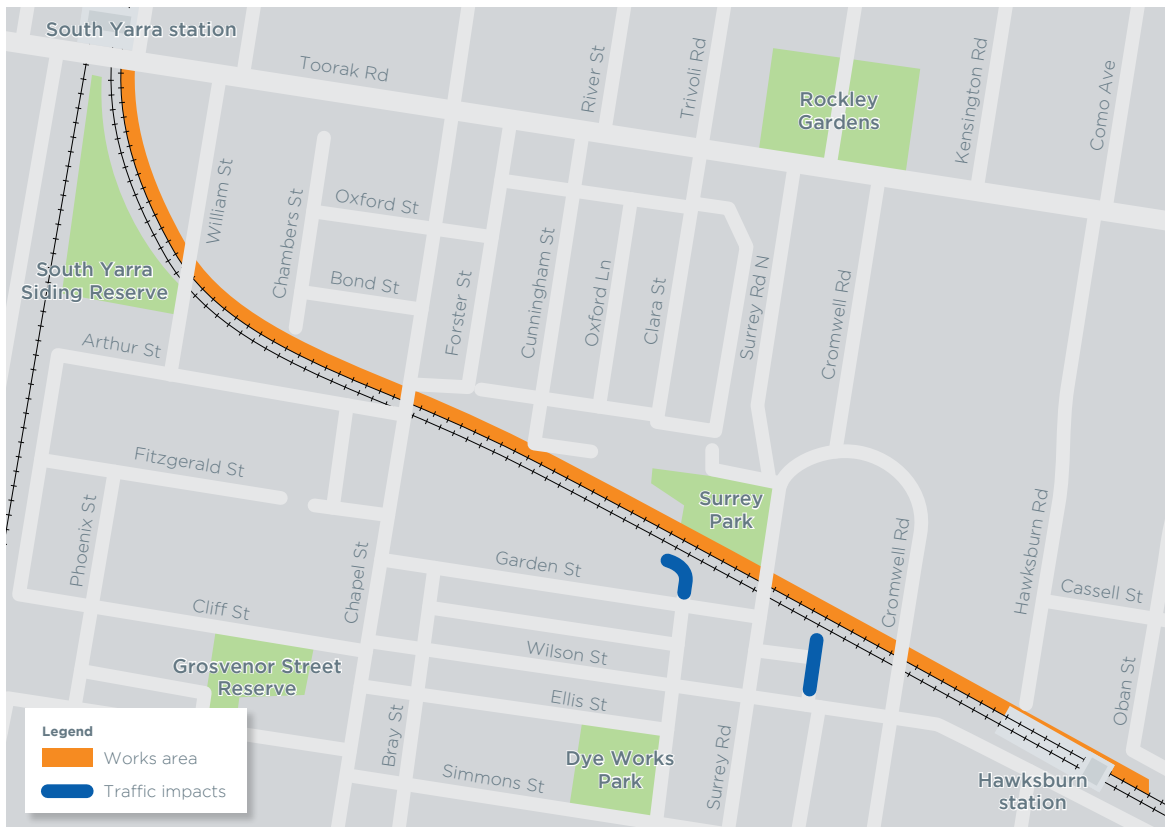 South Yarra station
Toorak Rd
River St
Trivoli Rd
Rockley
Gardens
Kensington Rd
Como Ave
William St
Chambers St
Oxford St
Bond St
Forster St
Cunningham St
Oxford Ln
Clara St
Surrey Rd N
Cromwell Rd
South Yarra
Siding Reserve
Arthur St
Fitzgerald St
Phoenix St
Chapel St
Surrey
Park
Garden St
Cromwell Rd
Hawksburn Rd
Cassell St
Cliff St
Wilson St
Grosvenor Street
Reserve
Ellis St
Oban St
Bray St
Surrey Rd
Dye Works
Park
Simmons St
Hawksburn
station
Legend
Works area
Traffic impacts